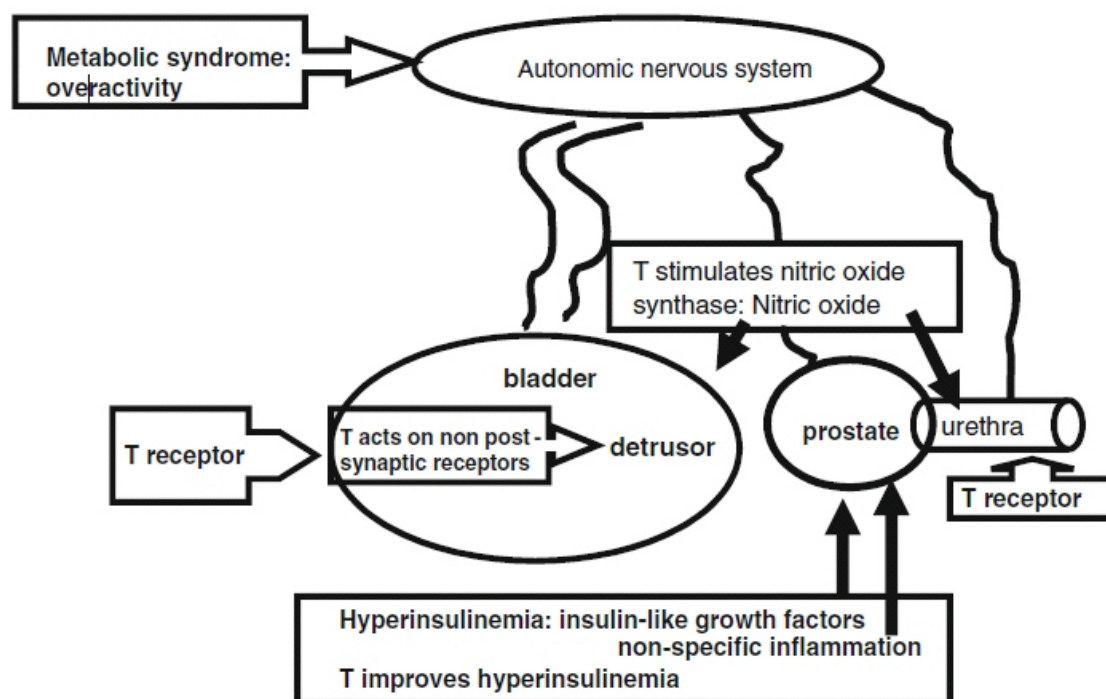 Metabolic syndrome:
overactivity
Autonomic nervous system
T stimulates nitric oxide
synthase: Nitric oxide
bladder
T receptor
T acts on non post-
synaptic receptors
detrusor
prostate
urethra
T receptor
Hyperinsulinemia: insulin-like growth factors
non-specific inflammation
T improves hyperinsulinemia